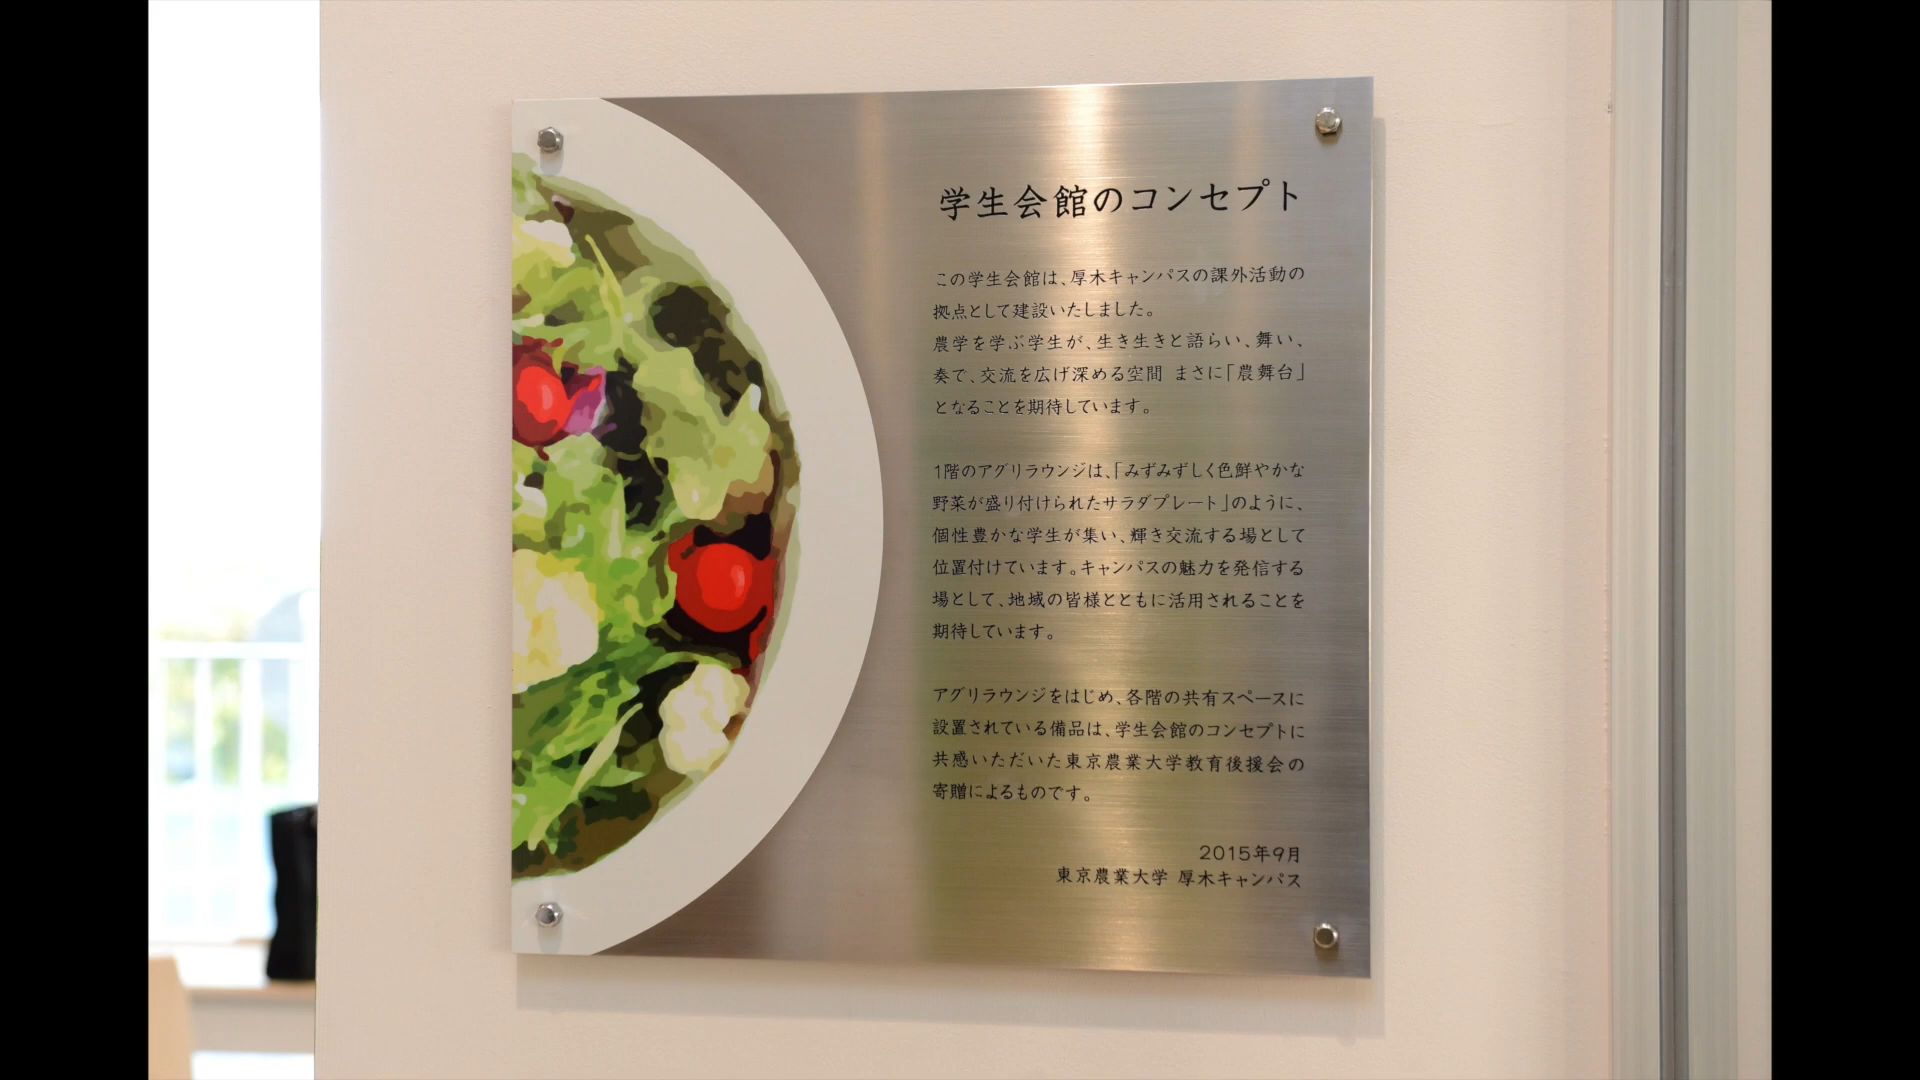 学生会館のコンセプト
この学生会館は、厚木キャンパスの課外活動の
拠点として建設いたしました。
農学を学ぶ学生が、生き生きと語らい、舞い、
奏で、交流を広げ深める空間 まさに「農舞台」
となることを期待しています。
1階のアグリラウンジは、「みずみずしく色鮮やかな
野菜が盛り付けられたサラダプレート」のように、
個性豊かな学生が集い、輝き交流する場として
位置付けています。キャンパスの魅力を発信する
場として、地域の皆様とともに活用されることを
期待しています。
アグリラウンジをはじめ、各階の共有スペースに
設置されている備品は、学生会館のコンセプトに
共感いただいた東京農業大学教育後援会の
寄贈によるものです。
2015年9月
東京農業大学 厚木キャンパス